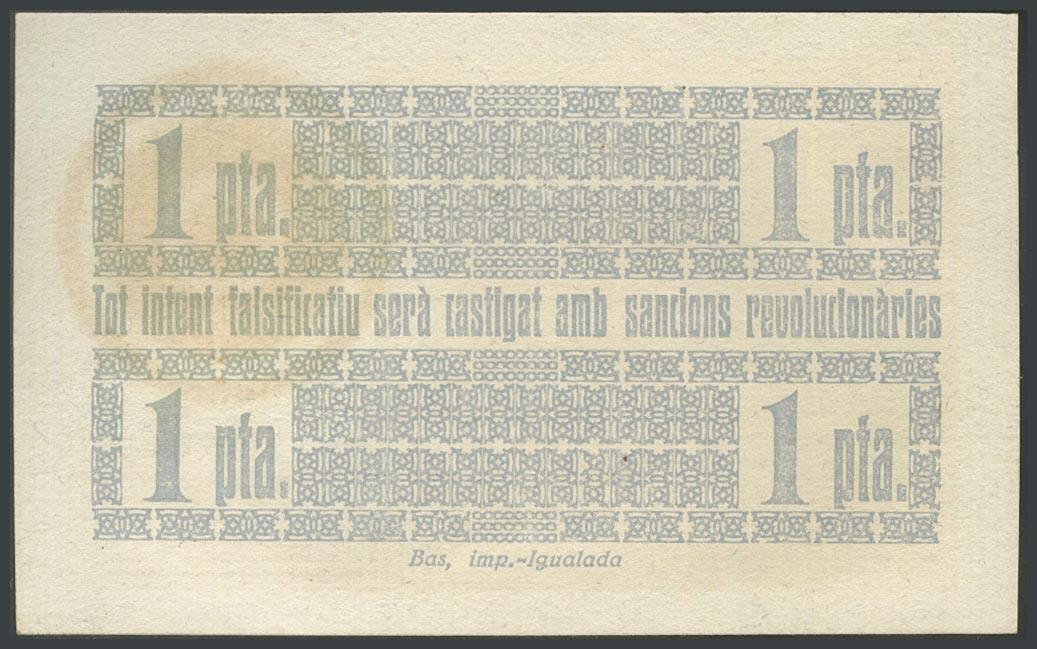 1 pta. 1 pta.
Tot intent falsificatiu serà castigat amb sancions revolucionàries
1 pta. 1 pta.
Bas, imp.-Igualada